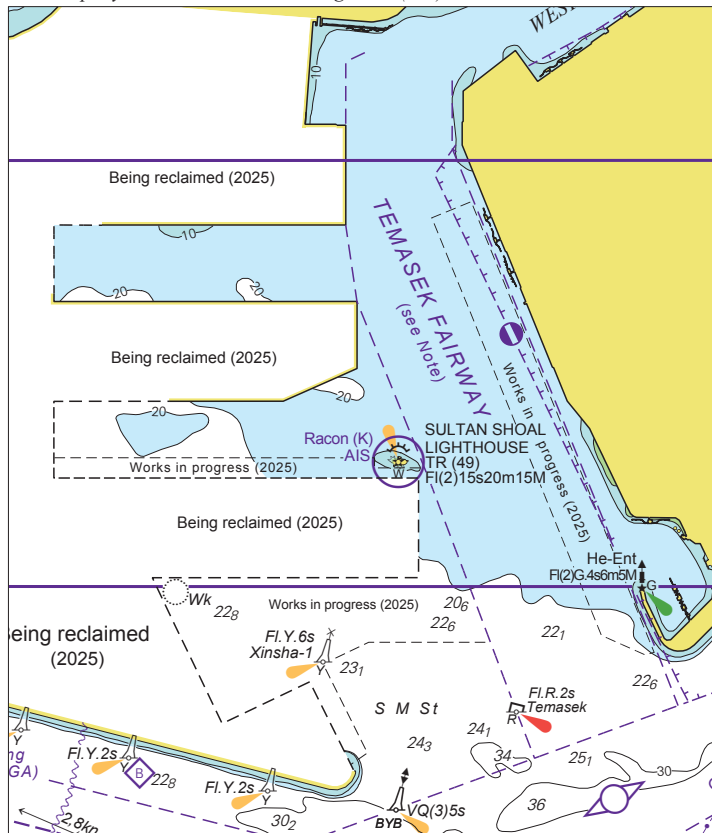 WEST
10
Being reclaimed (2025)
10
TEMASEK FAIRWAY
(see Note)
20
20
Being reclaimed (2025)
20
20
Works in progress (2025)
Racon (K)
AIS
SULTAN SHOAL
LIGHTHOUSE
TR (49)
Fl(2)15s20m15M
W
Works in progress (2025)
Being reclaimed (2025)
He-Ent
Fl(2)G.4s6m5M
G
Wk
22₈
Works in progress (2025)
20₆
22₆
22₁
Being reclaimed
(2025)
Fl.Y.6s
Xinsha-1
Y
23₁
22₆
Fl.R.2s
Temasek
R
S M St
24₃
24₁
34
25₁
30
Y
Fl.Y.2s
Y
GA)
B
22₈
Fl.Y.2s
Y
30₂
VQ(3)5s
BYB
36
2.8kn